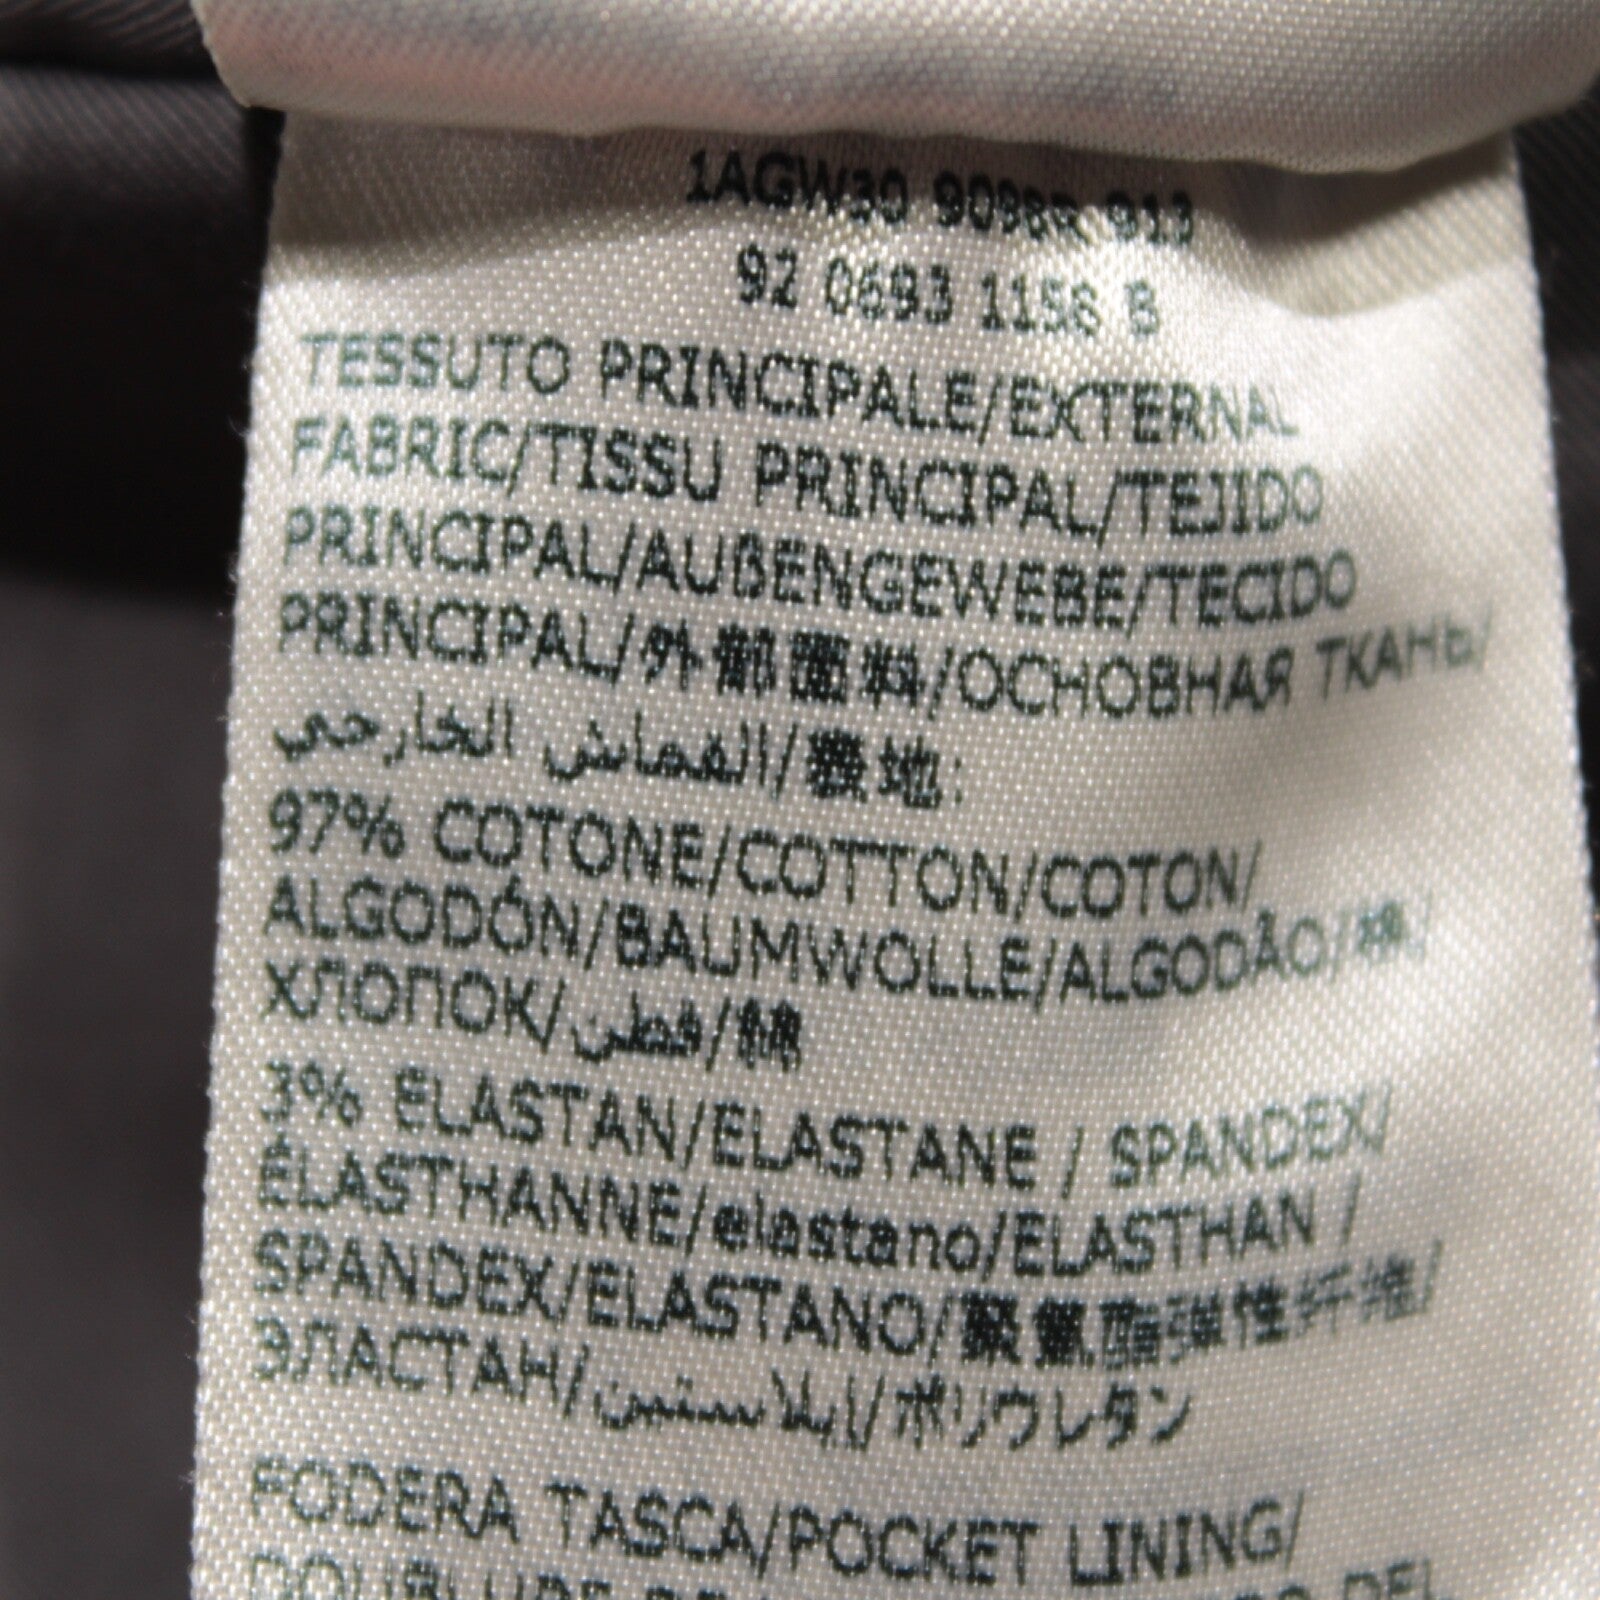 1AGW30 9098R 913
92 0693 1156 B
TESSUTO PRINCIPALE/EXTERNAL
FABRIC/TISSU PRINCIPAL/TEJIDO
PRINCIPAL/AUßENGEWEBE/TECIDO
PRINCIPAL/外部面料/ОСНОВНАЯ ТКАНЬ/
القماش الخارجي/表地:
97% COTONE/COTTON/COTON/
ALGODÓN/BAUMWOLLE/ALGODÃO/棉/
ХЛОПОК/قطن/綿
3% ELASTAN/ELASTANE / SPANDEX/
ÉLASTHANNE/elastano/ELASTHAN /
SPANDEX/ELASTANO/聚氨酯弹性纤维/
ЭЛАСТАН/إيلاستين/ポリウレタン
FODERA TASCA/POCKET LINING/
DEL